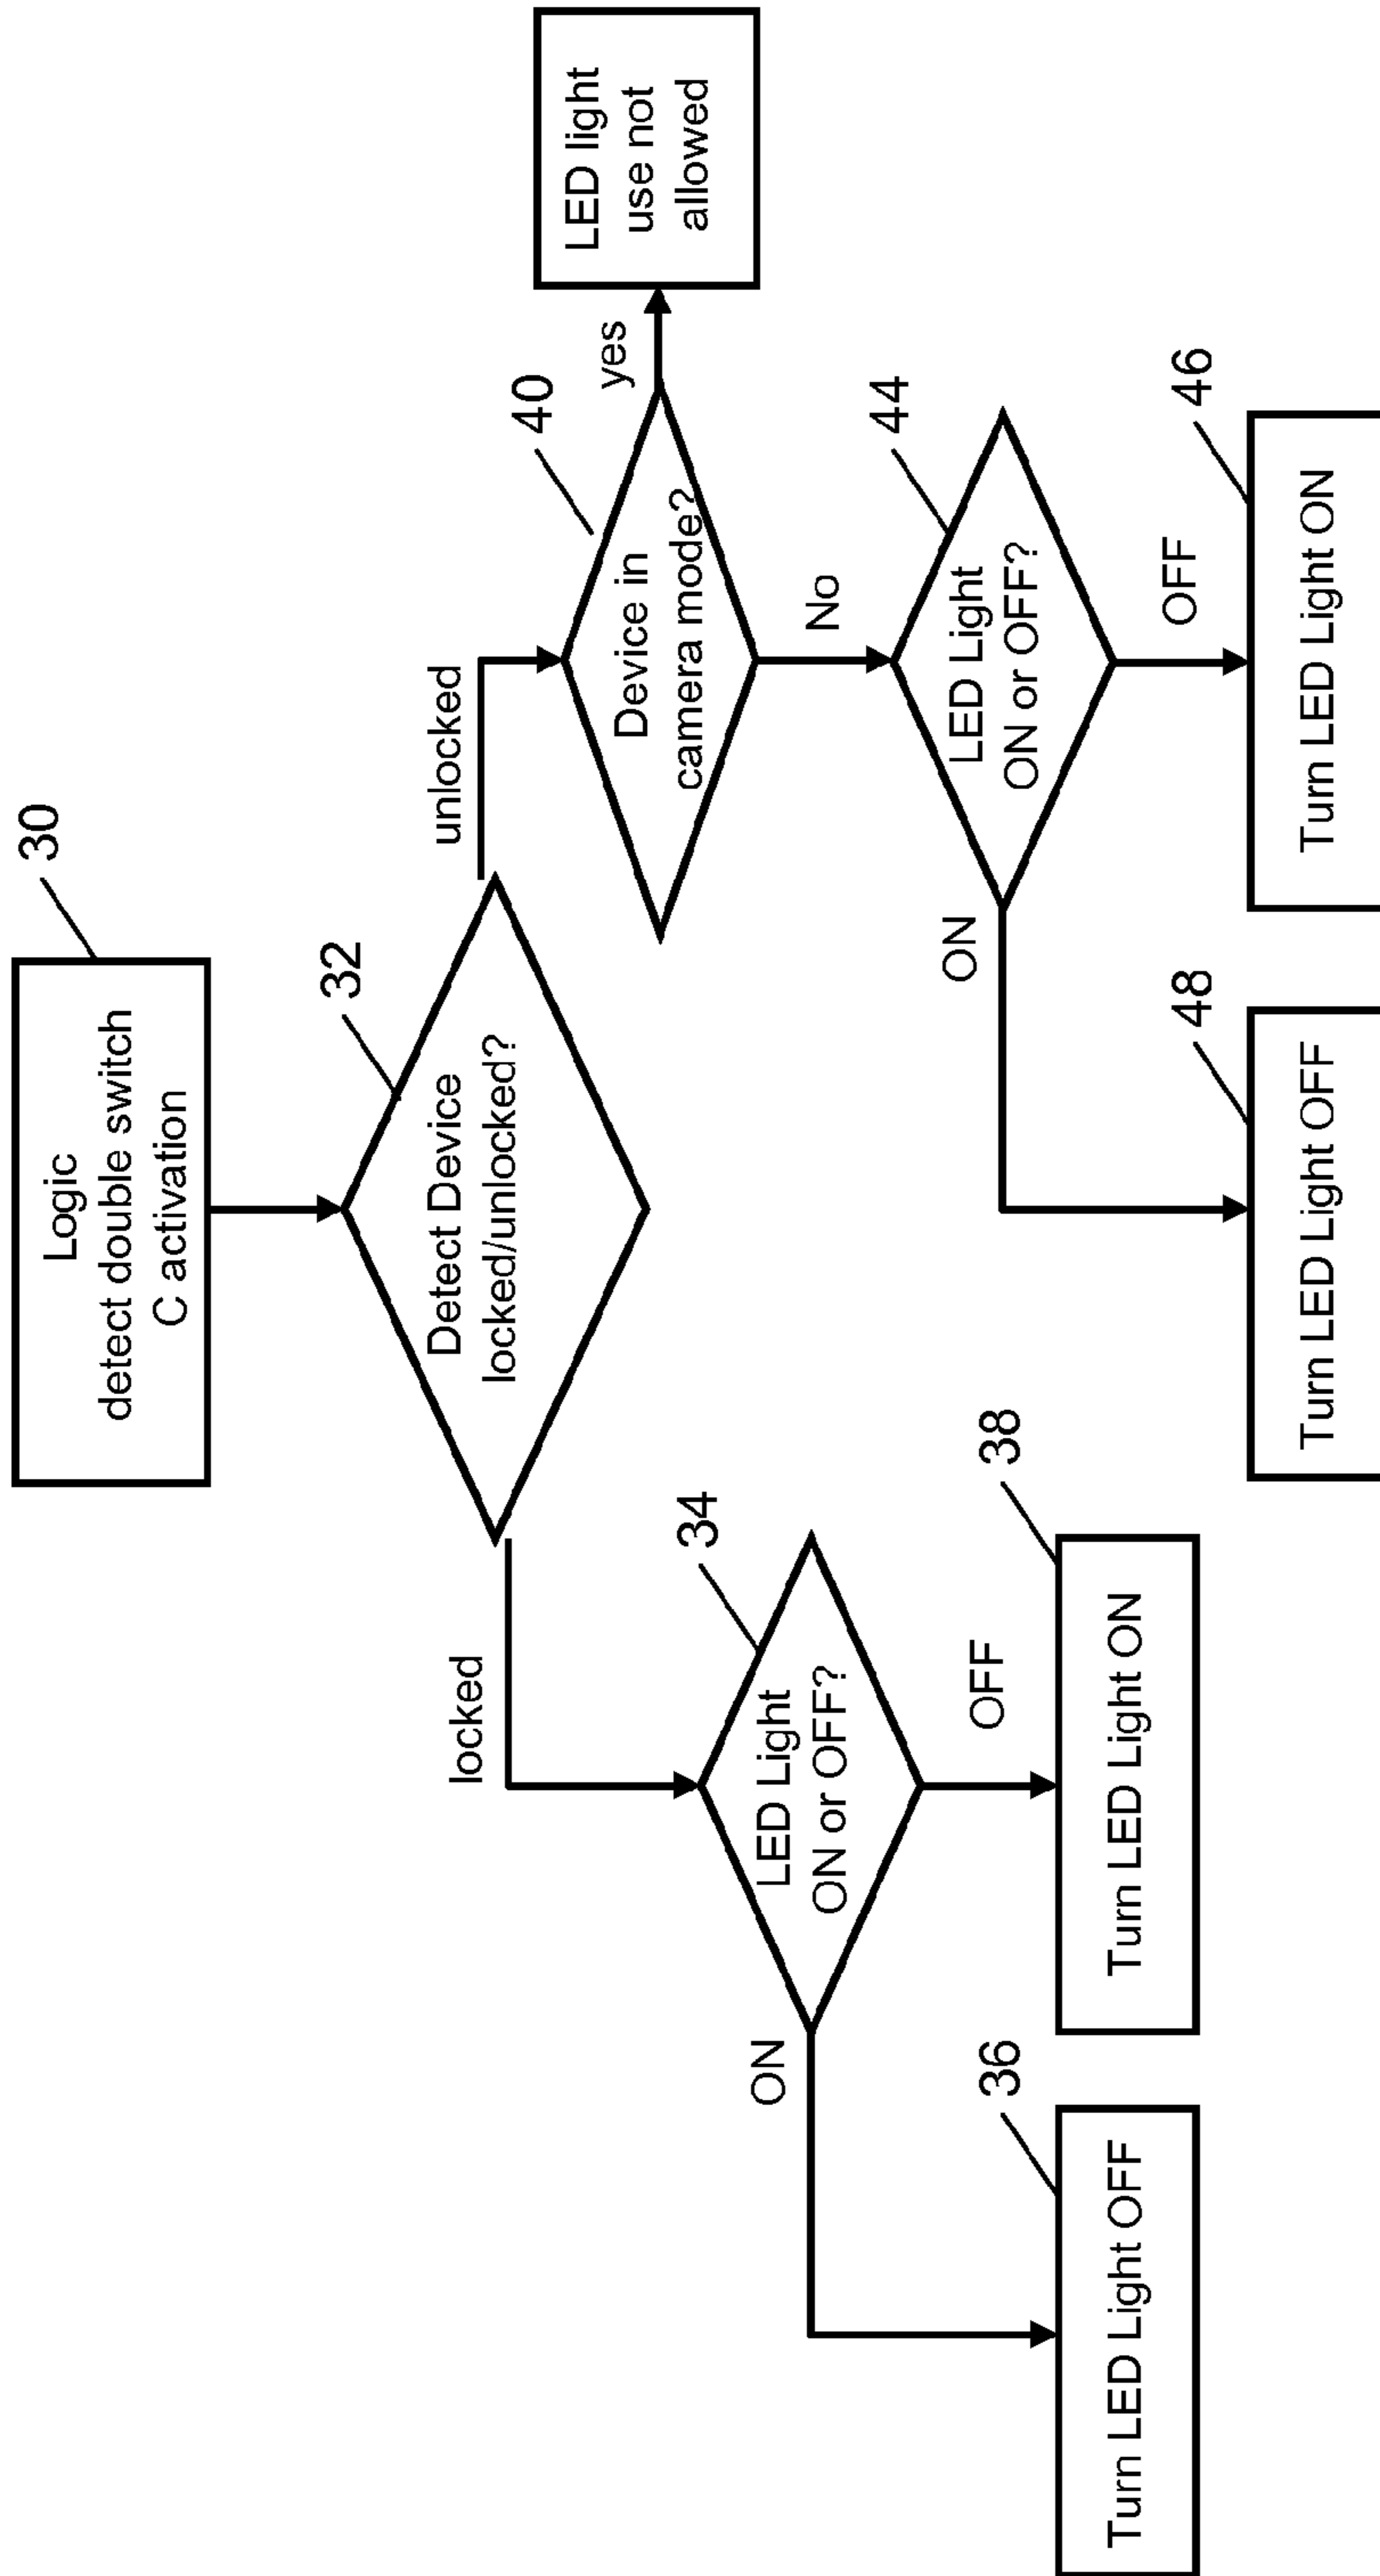 30
Logic
detect double switch
C activation
32
Detect Device
locked/unlocked?
locked
unlocked
34
LED Light
ON or OFF?
ON
OFF
36
Turn LED Light OFF
38
Turn LED Light ON
40
Device in
camera mode?
yes
LED light
use not
allowed
No
44
LED Light
ON or OFF?
ON
OFF
48
Turn LED Light OFF
46
Turn LED Light ON